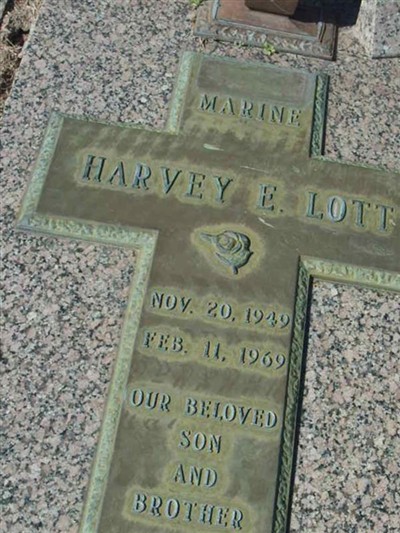 MARINE
HARVEY E. LOTT
NOV. 20, 1949
FEB. 11, 1969
OUR BELOVED
SON
AND
BROTHER